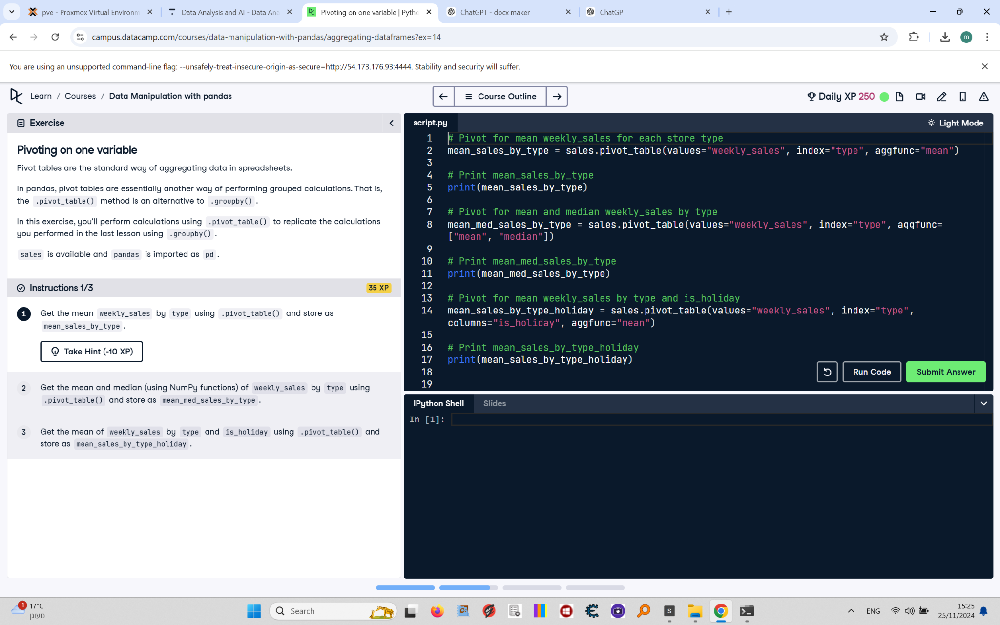 pve - Proxmox Virtual Environm
Data Analysis and AI - Data Ana
Pivoting on one variable | Pytho
ChatGPT - docx maker
ChatGPT
campus.datacamp.com/courses/data-manipulation-with-pandas/aggregating-dataframes?ex=14
m
You are using an unsupported command-line flag: --unsafely-treat-insecure-origin-as-secure=http://54.173.176.93:4444. Stability and security will suffer.
Learn / Courses / Data Manipulation with pandas
Course Outline
Daily XP 250
Exercise
Pivoting on one variable
Pivot tables are the standard way of aggregating data in spreadsheets.
In pandas, pivot tables are essentially another way of performing grouped calculations. That is,
the .pivot_table() method is an alternative to .groupby().
In this exercise, you'll perform calculations using .pivot_table() to replicate the calculations
you performed in the last lesson using .groupby().
sales is available and pandas is imported as pd.
Instructions 1/3
35 XP
1 Get the mean weekly_sales by type using .pivot_table() and store as
mean_sales_by_type.
Take Hint (-10 XP)
2 Get the mean and median (using NumPy functions) of weekly_sales by type using
.pivot_table() and store as mean_med_sales_by_type.
3 Get the mean of weekly_sales by type and is_holiday using .pivot_table() and
store as mean_sales_by_type_holiday.
script.py
Light Mode
1 # Pivot for mean weekly_sales for each store type
2 mean_sales_by_type = sales.pivot_table(values="weekly_sales", index="type", aggfunc="mean")
3
4 # Print mean_sales_by_type
5 print(mean_sales_by_type)
6
7 # Pivot for mean and median weekly_sales by type
8 mean_med_sales_by_type = sales.pivot_table(values="weekly_sales", index="type", aggfunc=
["mean", "median"])
9
10 # Print mean_med_sales_by_type
11 print(mean_med_sales_by_type)
12
13 # Pivot for mean weekly_sales by type and is_holiday
14 mean_sales_by_type_holiday = sales.pivot_table(values="weekly_sales", index="type",
columns="is_holiday", aggfunc="mean")
15
16 # Print mean_sales_by_type_holiday
17 print(mean_sales_by_type_holiday)
18
19
Run Code
Submit Answer
IPython Shell
Slides
In [1]:
1
17°C
מעונן
Search
S
ENG
15:25
25/11/2024